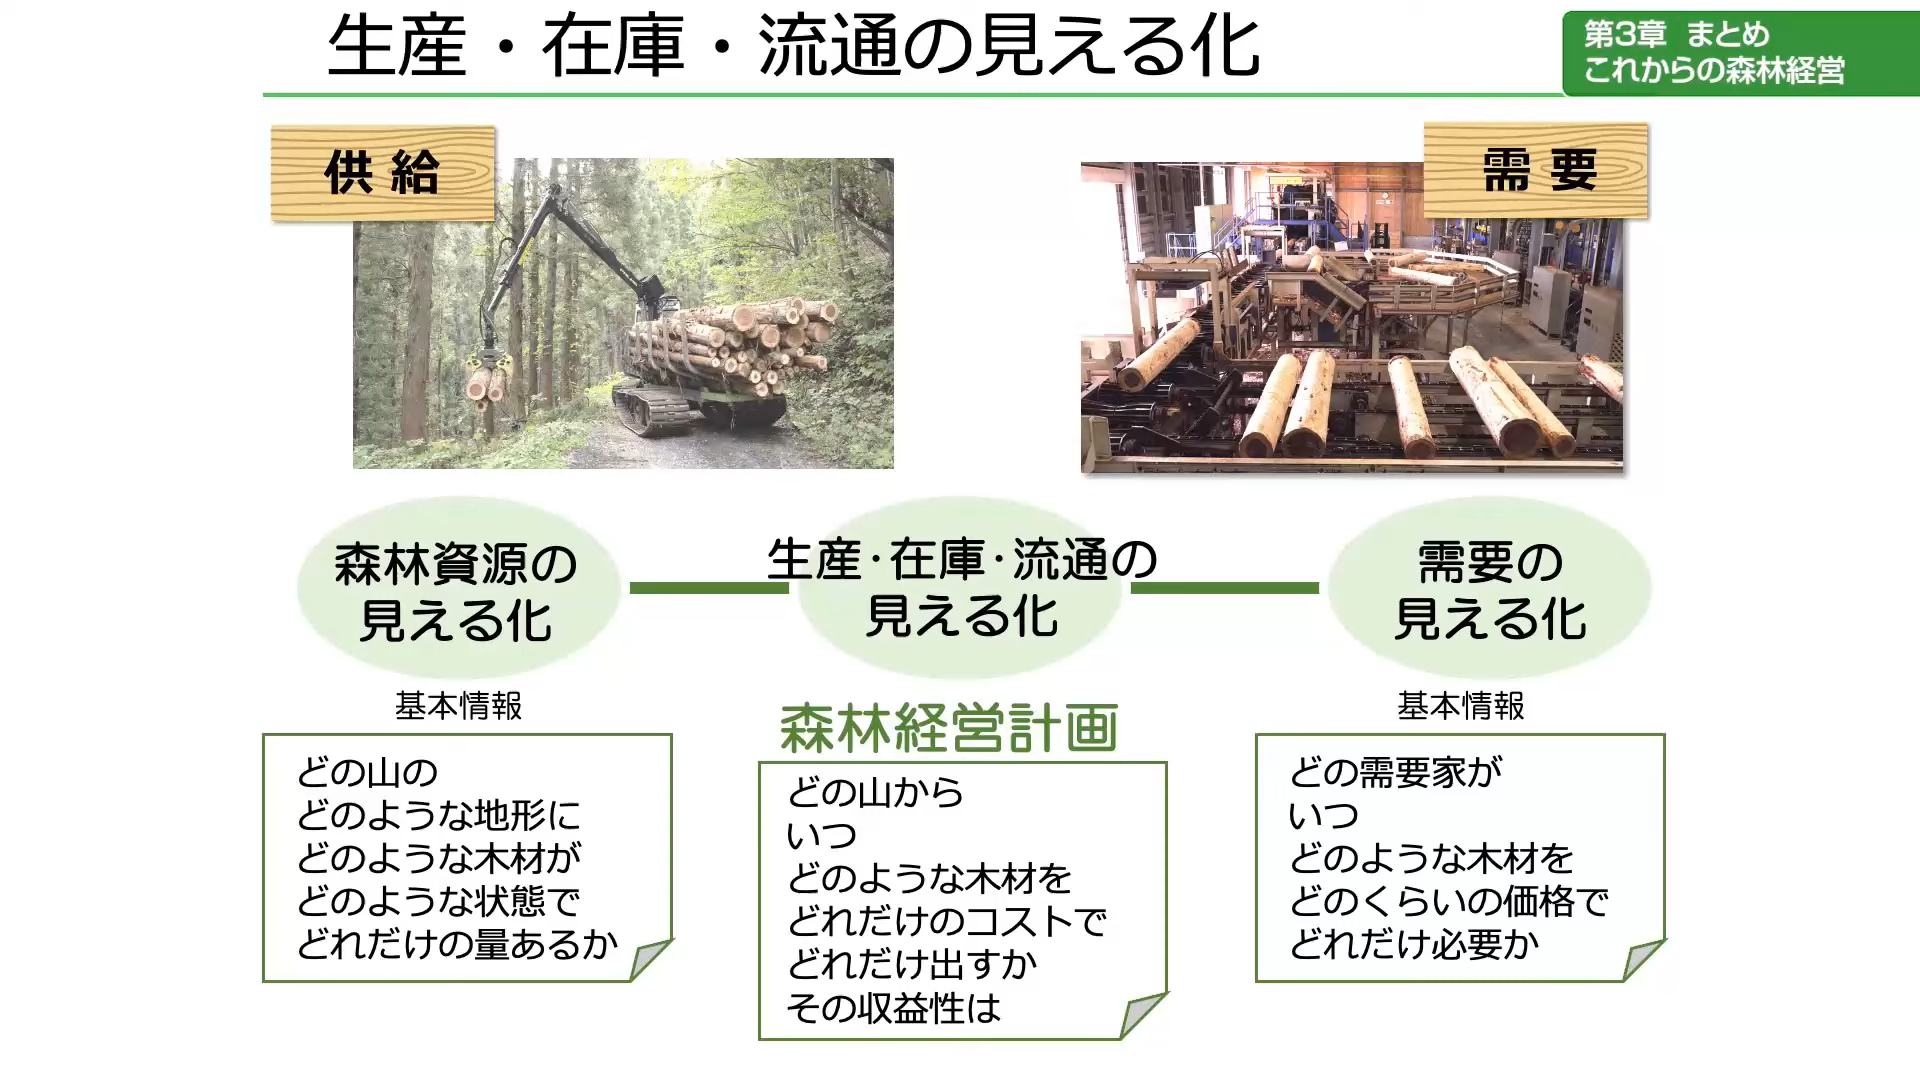 生産・在庫・流通の見える化
第3章 まとめ
これからの森林経営
供給
需要
森林資源の
見える化
生産・在庫・流通の
見える化
需要の
見える化
基本情報
どの山の
どのような地形に
どのような木材が
どのような状態で
どれだけの量あるか
森林経営計画
どの山から
いつ
どのような木材を
どれだけのコストで
どれだけ出すか
その収益性は
基本情報
どの需要家が
いつ
どのような木材を
どのくらいの価格で
どれだけ必要か